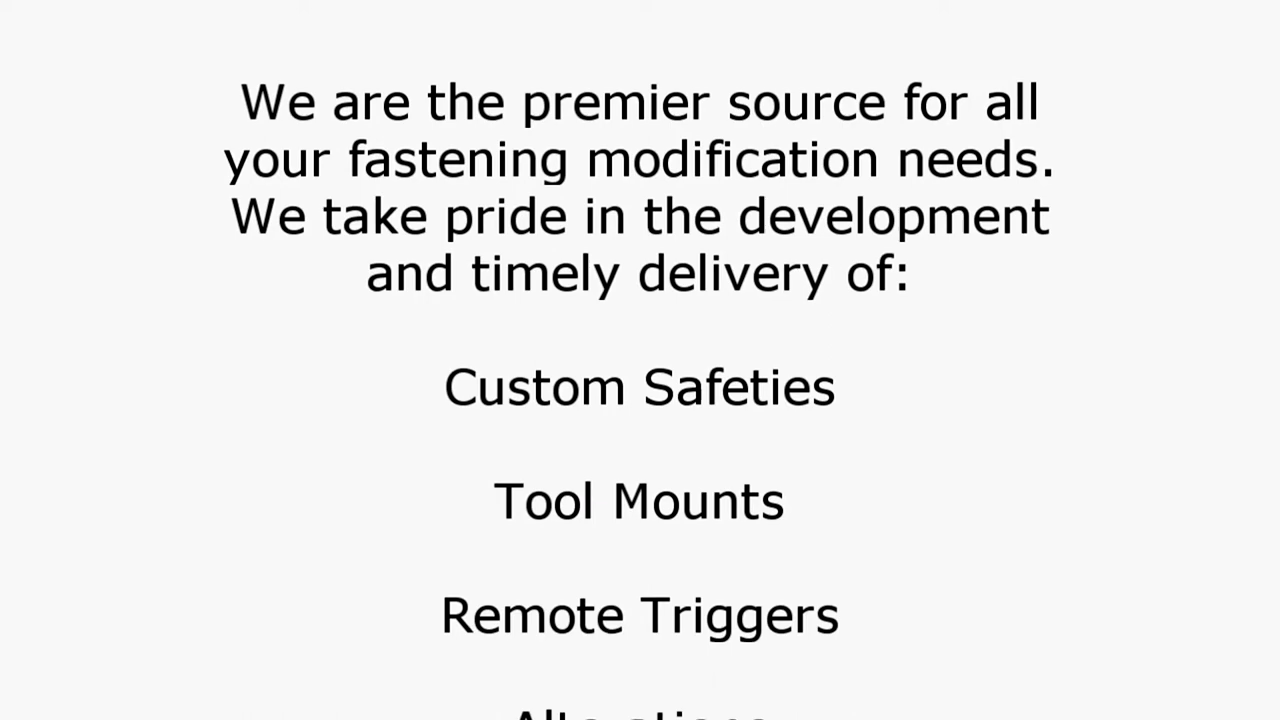 We are the premier source for all
your fastening modification needs.
We take pride in the development
and timely delivery of:
Custom Safeties
Tool Mounts
Remote Triggers